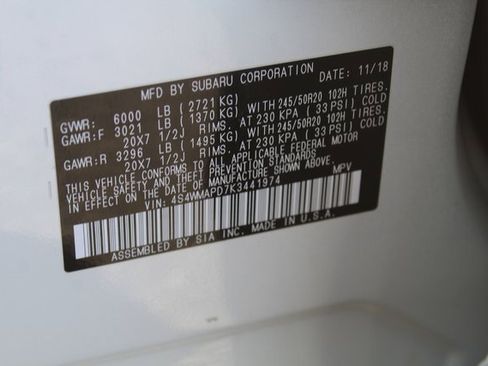 MFD BY SUBARU CORPORATION DATE: 11/18
GVWR: 6000 LB (2721 KG)
GAWR:F 3021 LB (1370 KG) WITH 245/50R20 102H TIRES.
20X7 1/2J RIMS. AT 230 KPA (33 PSI) COLD
GAWR:R 3296 LB (1495 KG) WITH 245/50R20 102H TIRES.
20X7 1/2J RIMS. AT 230 KPA (33 PSI) COLD
THIS VEHICLE CONFORMS TO ALL APPLICABLE FEDERAL MOTOR
VEHICLE SAFETY AND THEFT PREVENTION STANDARDS
IN EFFECT ON THE DATE OF MANUFACTURE SHOWN ABOVE.
VIN: 4S4WMAPD7K3441974 MPV
ASSEMBLED BY SIA INC. MADE IN U.S.A.